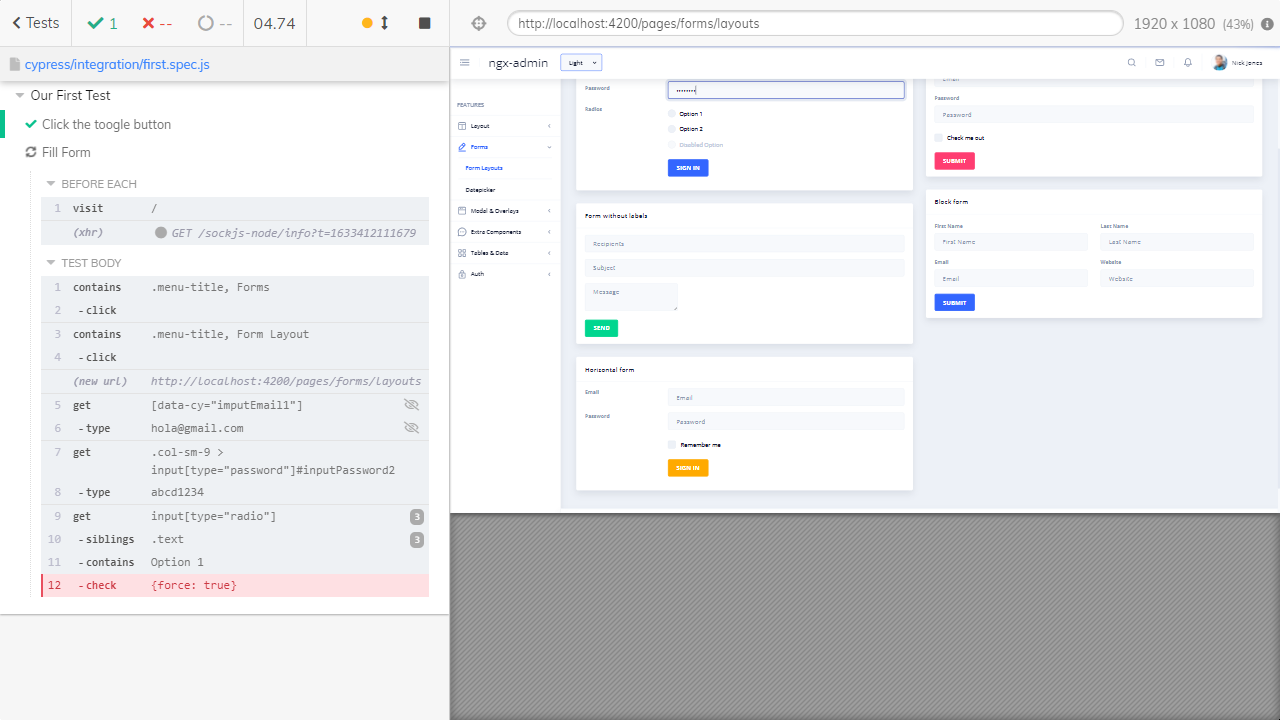 Tests
1
--
--
04.74
http://localhost:4200/pages/forms/layouts
1920 x 1080 (43%)
cypress/integration/first.spec.js
Our First Test
Click the toogle button
Fill Form
BEFORE EACH
1 visit /
(xhr) GET /sockjs-node/info?t=1633412111679
TEST BODY
1 contains .menu-title, Forms
2 -click
3 contains .menu-title, Form Layout
4 -click
(new url) http://localhost:4200/pages/forms/layouts
5 get [data-cy="imputEmail1"]
6 -type hola@gmail.com
7 get .col-sm-9 >
input[type="password"]#inputPassword2
8 -type abcd1234
9 get input[type="radio"] 3
10 -siblings .text 3
11 -contains Option 1
12 -check {force: true}
ngx-admin
Light
Nick Jones
FEATURES
Layout
Forms
Form Layouts
Datepicker
Modal & Overlays
Extra Components
Tables & Data
Auth
Password
Radios
Option 1
Option 2
Disabled Option
SIGN IN
Form without labels
Recipients
Subject
Message
SEND
Horizontal form
Email
Email
Password
Password
Remember me
SIGN IN
Password
Password
Check me out
SUBMIT
Block form
First Name
Last Name
First Name
Last Name
Email
Website
Email
Website
SUBMIT